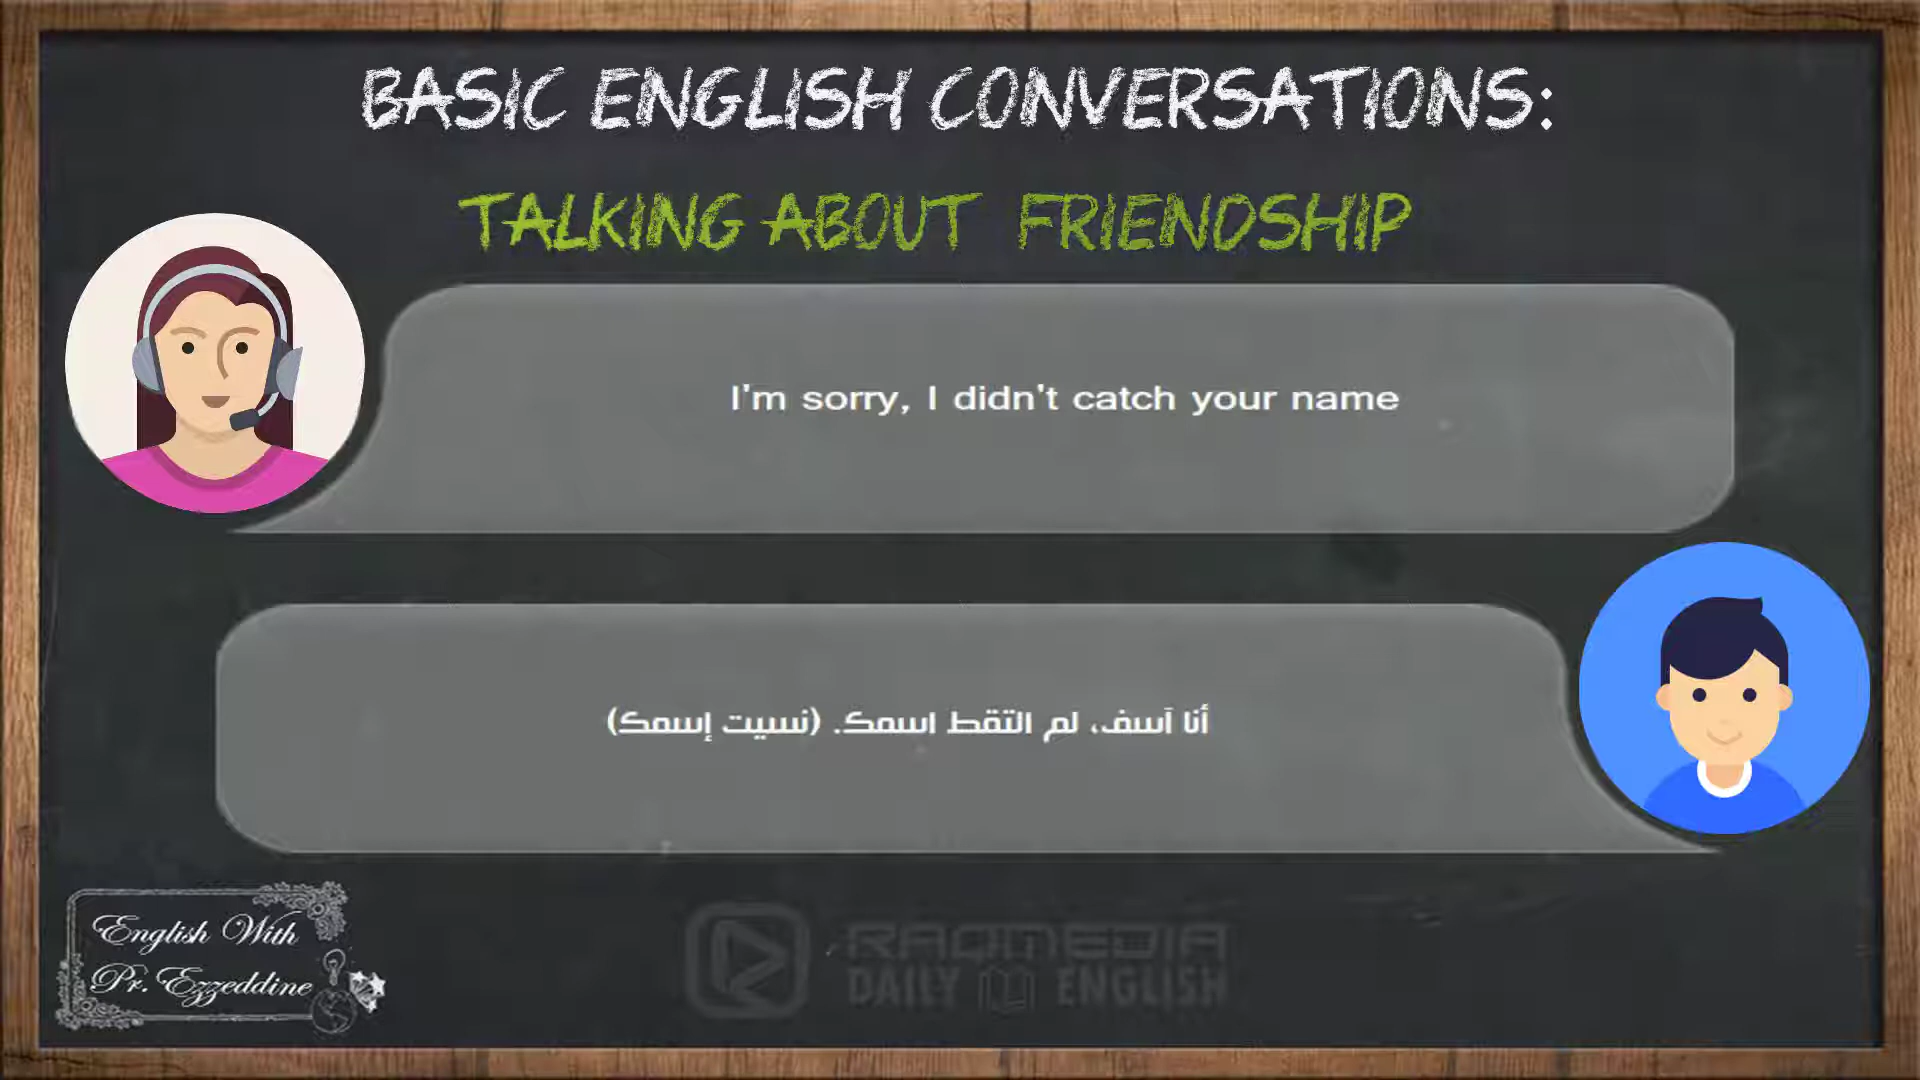 BASIC ENGLISH CONVERSATIONS:
TALKING ABOUT FRIENDSHIP
I'm sorry, I didn't catch your name
أنا آسف، لم التقط اسمك. (نسيت إسمك)
English With
Pr. Ezzeddine
RAQMEDIA
DAILY ENGLISH